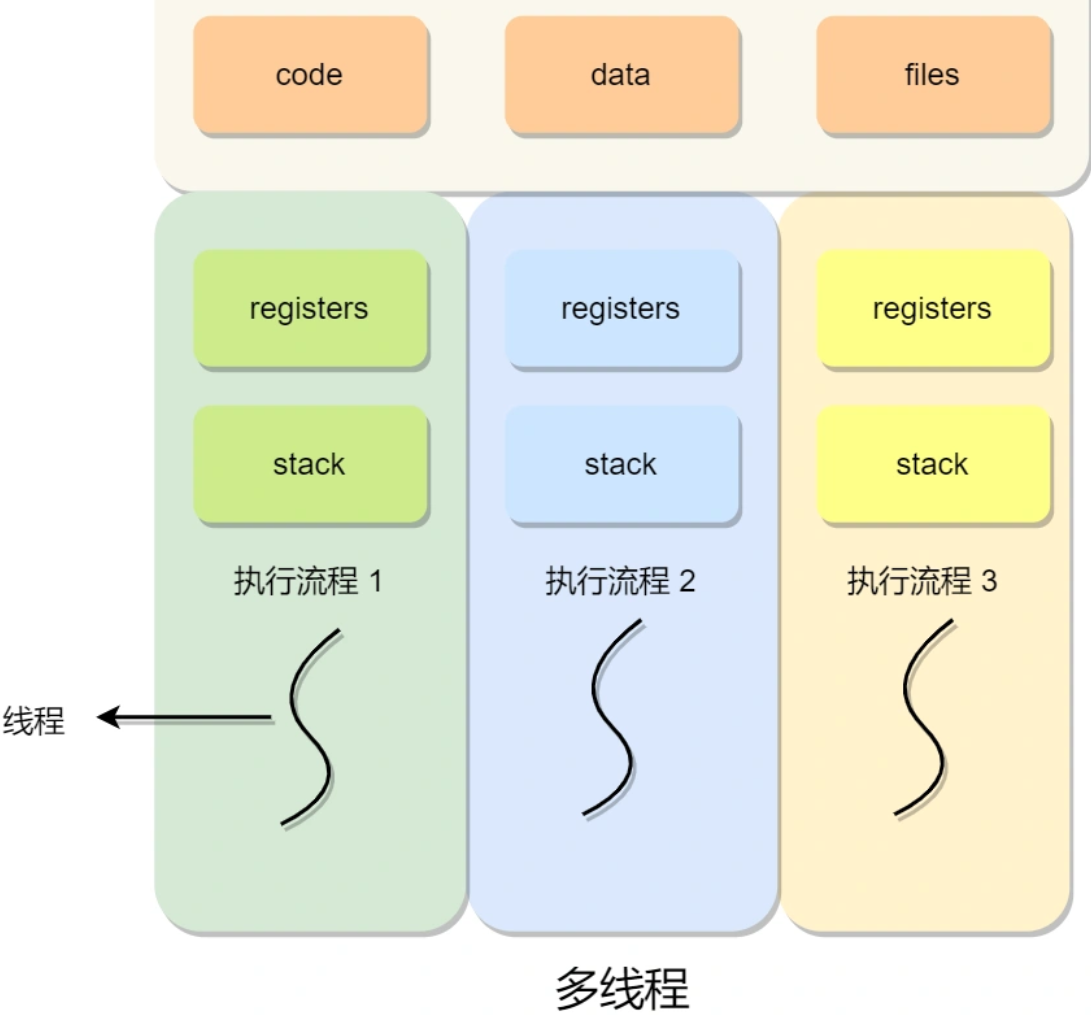 code
data
files
registers
registers
registers
stack
stack
stack
执行流程 1
执行流程 2
执行流程 3
线程
多线程